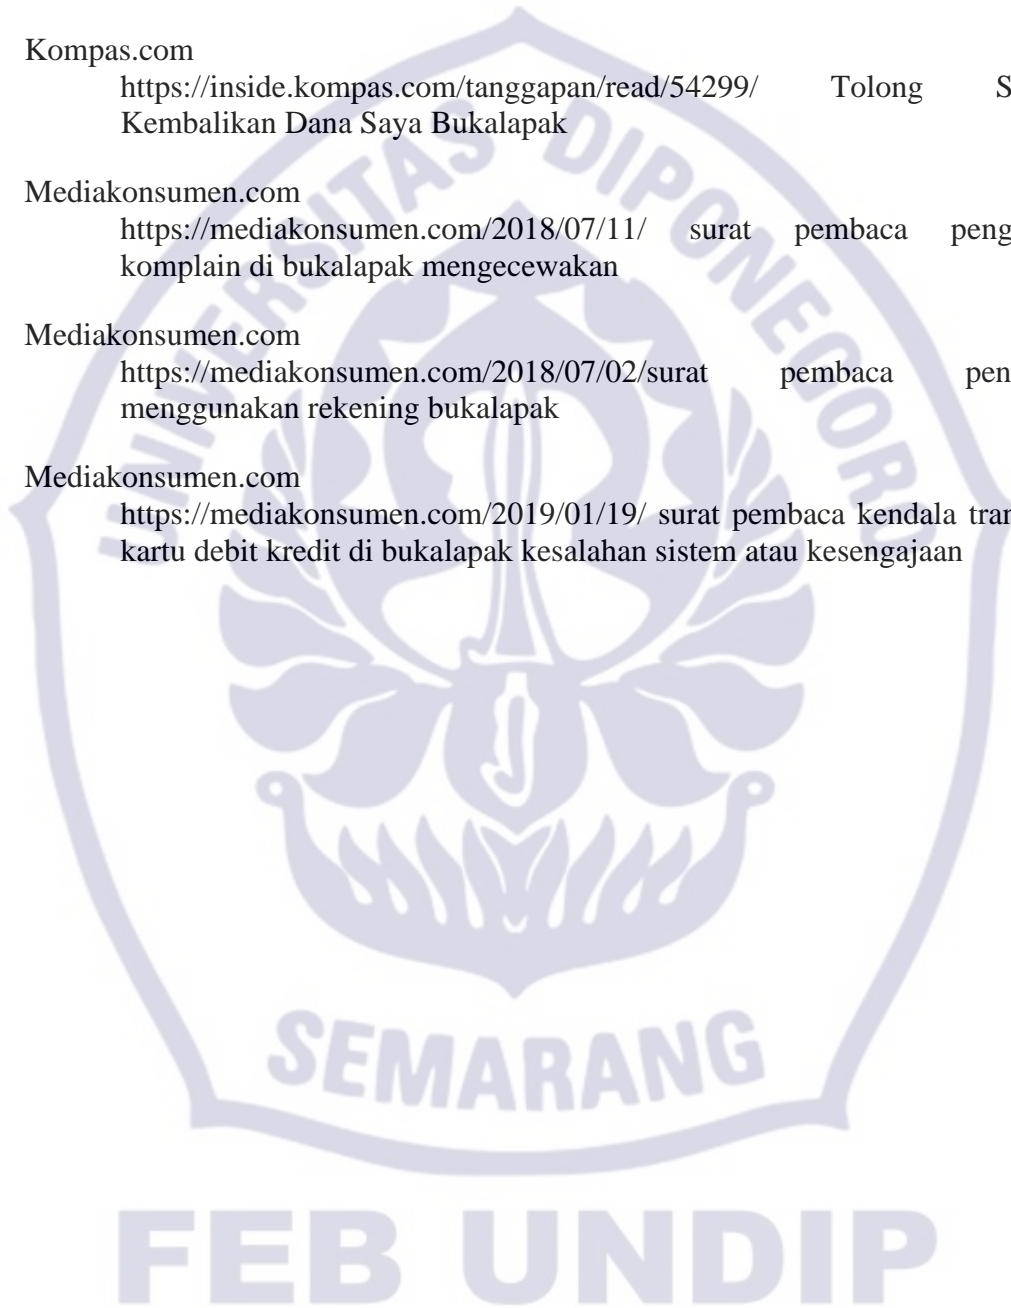 Kompas.com
https://inside.kompas.com/tanggapan/read/54299/ Tolong
Kembalikan Dana Saya Bukalapak
Mediakonsumen.com
https://mediakonsumen.com/2018/07/11/ surat pembaca
komplain di bukalapak mengecewakan
Mediakonsumen.com
https://mediakonsumen.com/2018/07/02/surat pembaca
menggunakan rekening bukalapak
Mediakonsumen.com
https://mediakonsumen.com/2019/01/19/ surat pembaca kendala
kartu debit kredit di bukalapak kesalahan sistem atau kesengajaan
UNIVERSITAS DIPONEGORO
SEMARANG
FEB UNDIP